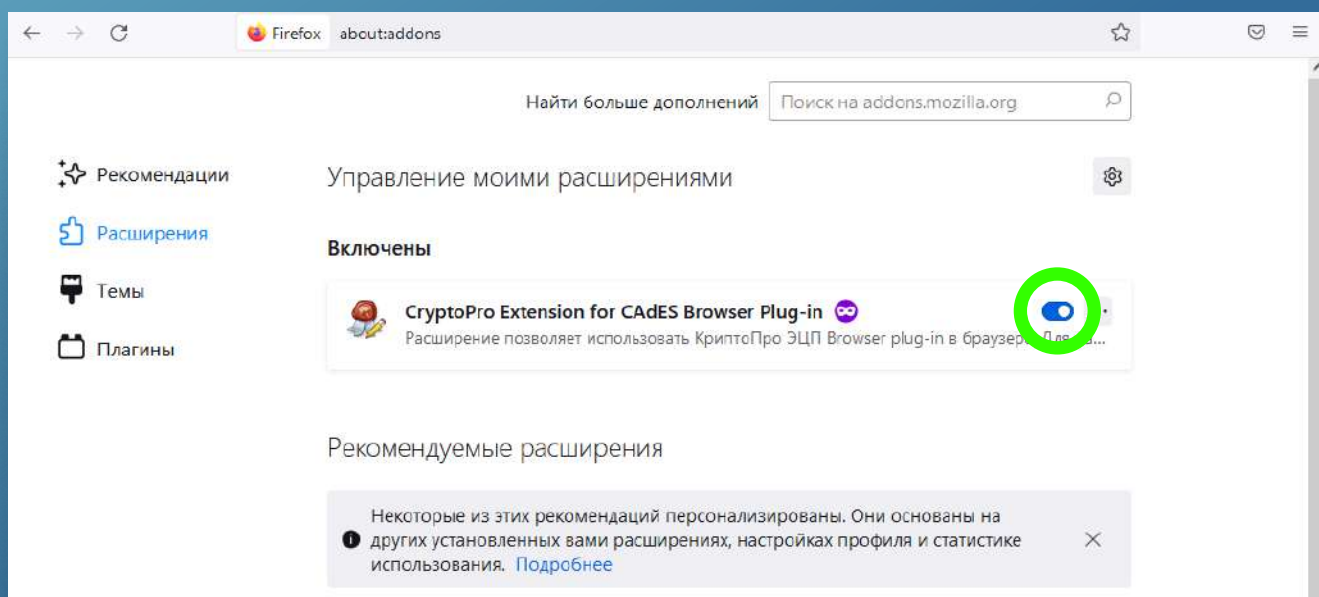 Firefox about:addons
Найти больше дополнений Поиск на addons.mozilla.org
Рекомендации
Расширения
Темы
Плагины
Управление моими расширениями
Включены
CryptoPro Extension for CAdES Browser Plug-in
Расширение позволяет использовать КриптоПро ЭЦП Browser plug-in в браузере. Для
Рекомендуемые расширения
Некоторые из этих рекомендаций персонализированы. Они основаны на
других установленных вами расширениях, настройках профиля и статистике
использования. Подробнее